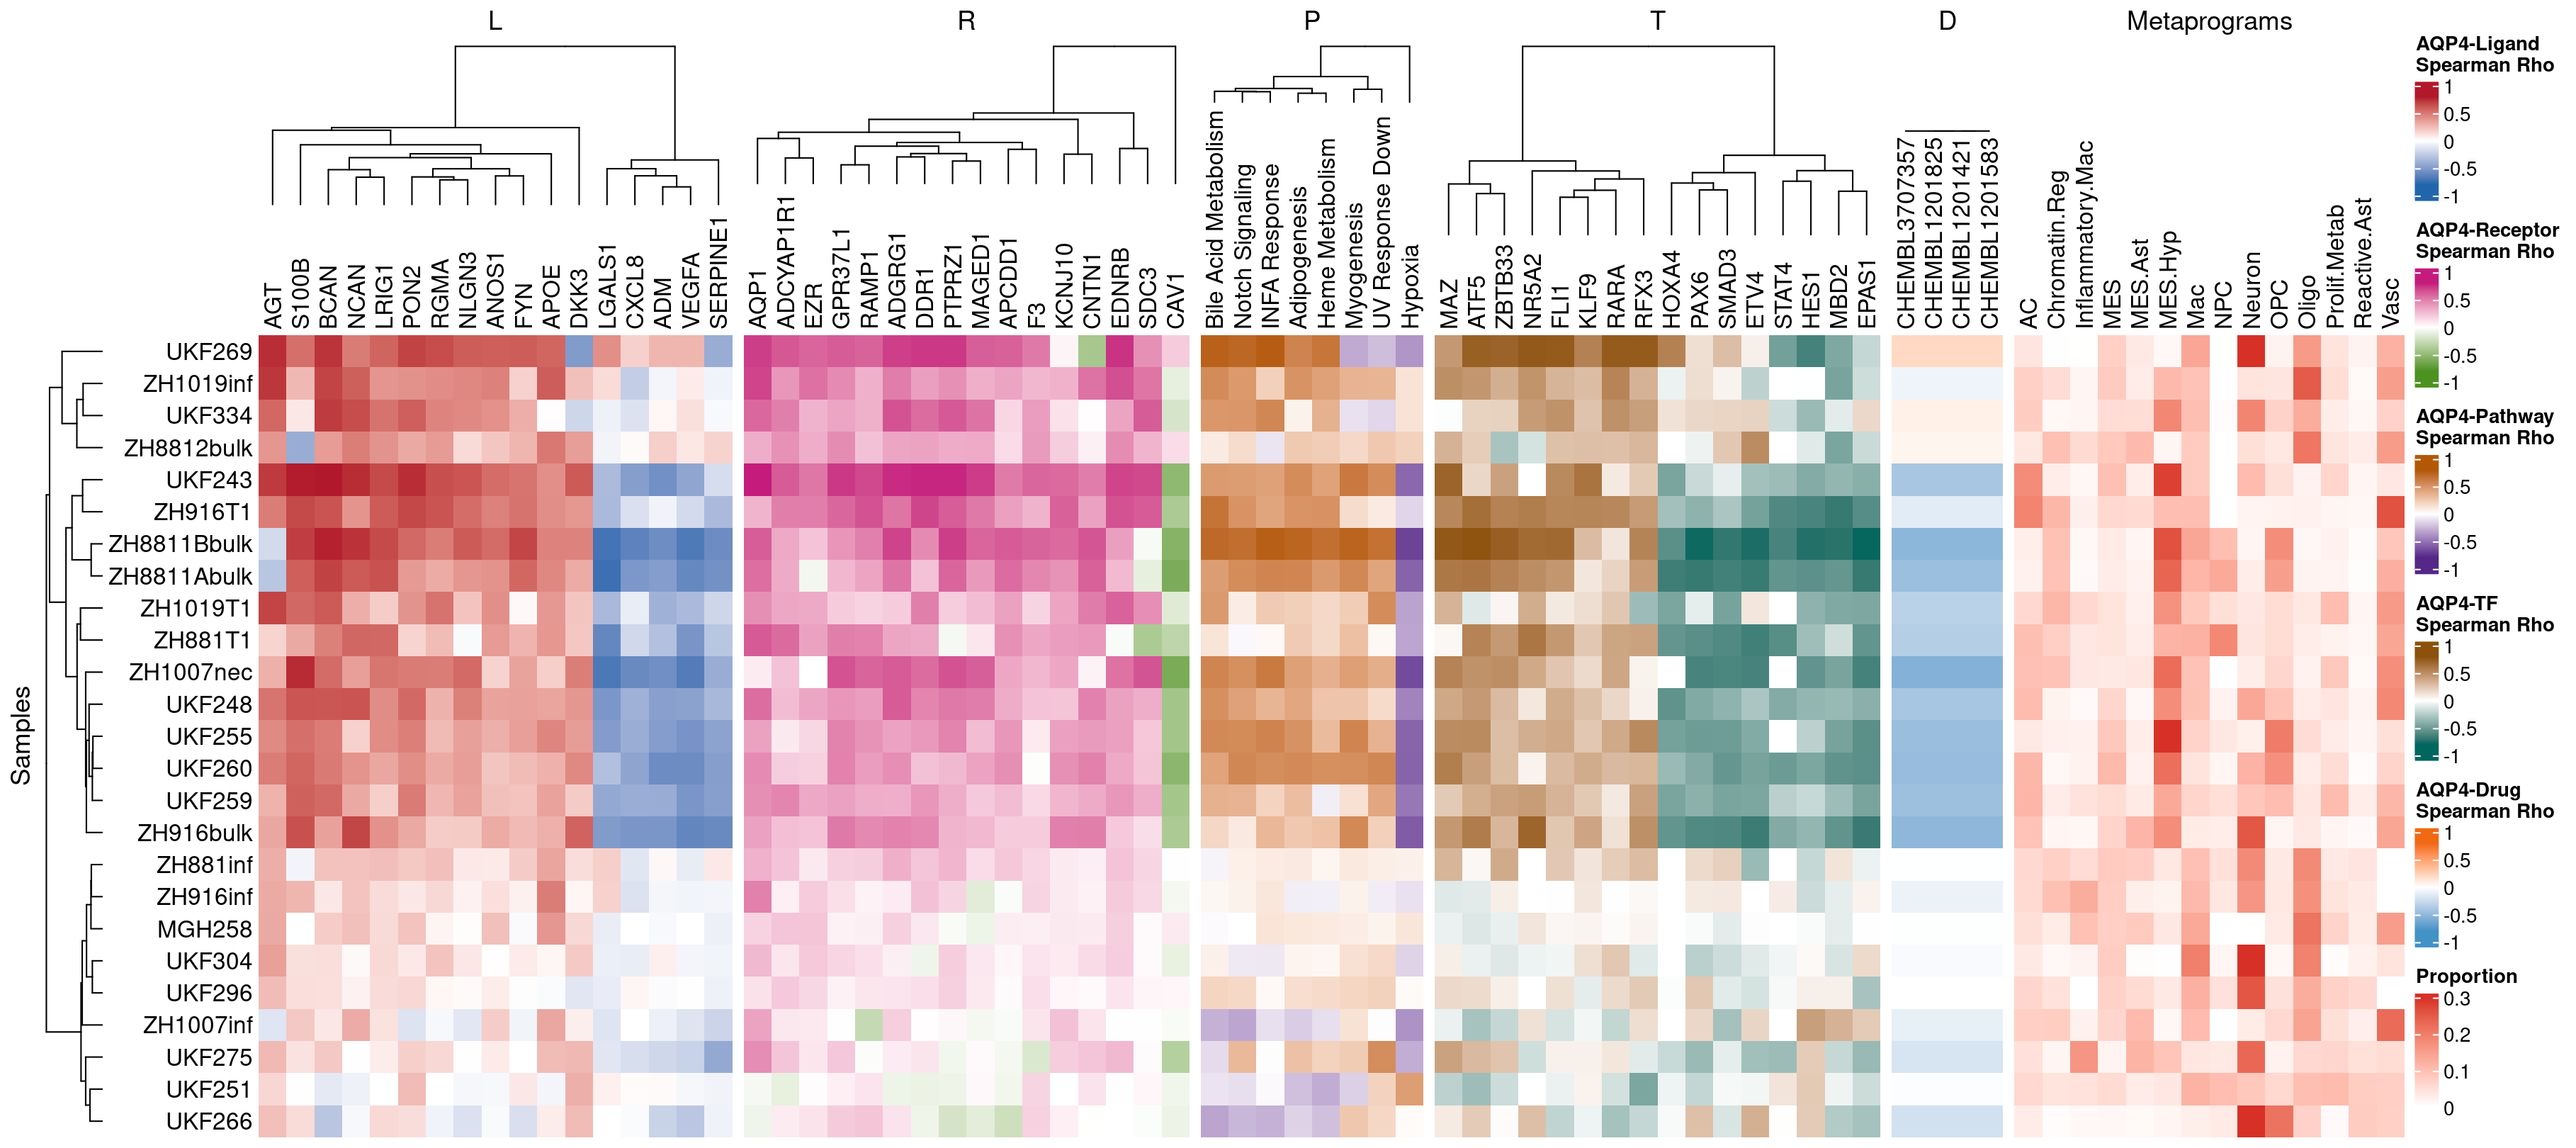 L
R
P
T
D
Metaprograms
AGT
S100B
BCAN
NCAN
LRIG1
PON2
RGMA
NLGN3
ANOS1
FYN
APOE
DKK3
LGALS1
CXCL8
ADM
VEGFA
SERPINE1
AQP1
ADCYAP1R1
EZR
GPR37L1
RAMP1
ADGRG1
DDR1
PTPRZ1
MAGED1
APCDD1
F3
KCNJ10
CNTN1
EDNRB
SDC3
CAV1
Bile Acid Metabolism
Notch Signaling
INFA Response
Adipogenesis
Heme Metabolism
Myogenesis
UV Response Down
Hypoxia
MAZ
ATF5
ZBTB33
NR5A2
FLI1
KLF9
RARA
RFX3
HOXA4
PAX6
SMAD3
ETV4
STAT4
HES1
MBD2
EPAS1
CHEMBL3707357
CHEMBL1201825
CHEMBL1201421
CHEMBL1201583
AC
Chromatin.Reg
Inflammatory.Mac
MES
MES.Ast
MES.Hyp
Mac
NPC
Neuron
OPC
Oligo
Prolif.Metab
Reactive.Ast
Vasc
Samples
UKF269
ZH1019inf
UKF334
ZH8812bulk
UKF243
ZH916T1
ZH8811Bbulk
ZH8811Abulk
ZH1019T1
ZH881T1
ZH1007nec
UKF248
UKF255
UKF260
UKF259
ZH916bulk
ZH881inf
ZH916inf
MGH258
UKF304
UKF296
ZH1007inf
UKF275
UKF251
UKF266
AQP4-Ligand
Spearman Rho
1
0.5
0
-0.5
-1
AQP4-Receptor
Spearman Rho
1
0.5
0
-0.5
-1
AQP4-Pathway
Spearman Rho
1
0.5
0
-0.5
-1
AQP4-TF
Spearman Rho
1
0.5
0
-0.5
-1
AQP4-Drug
Spearman Rho
1
0.5
0
-0.5
-1
Proportion
0.3
0.2
0.1
0